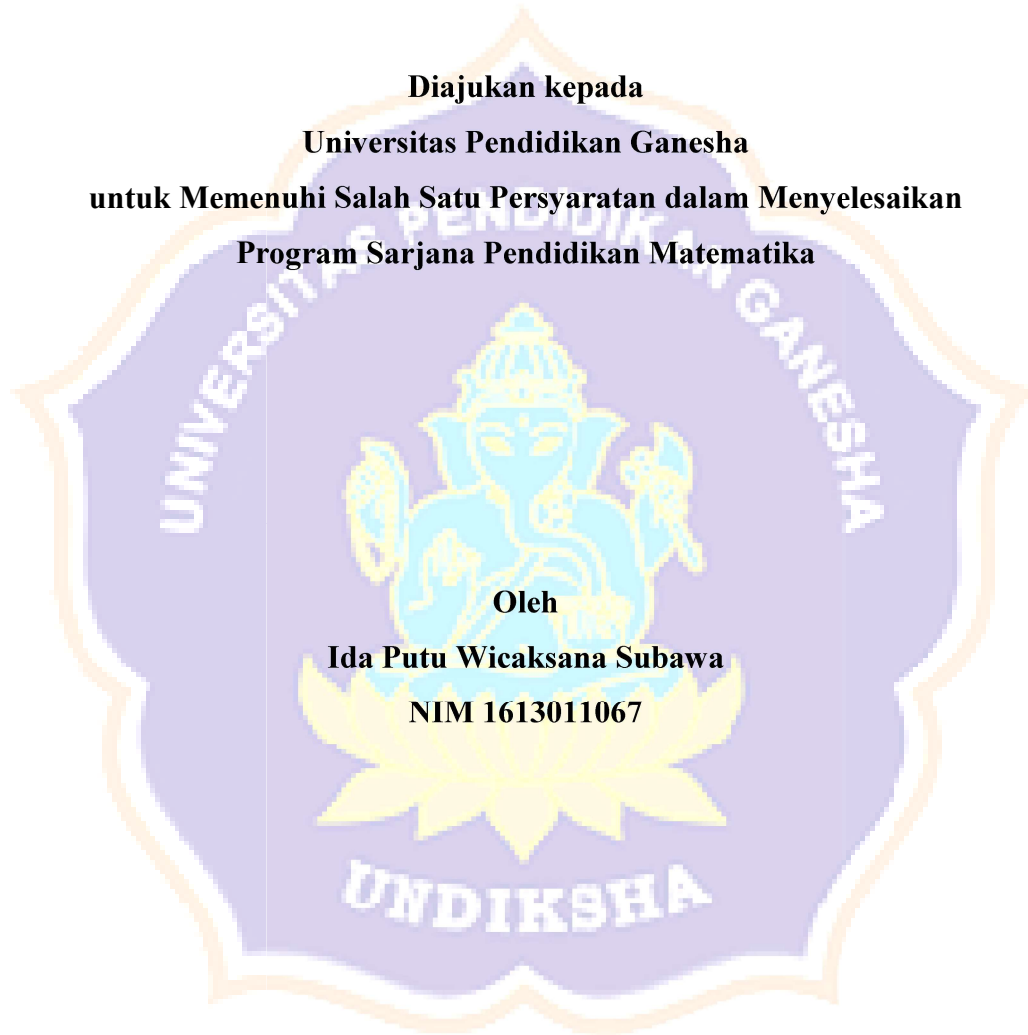 Diajukan kepada
Universitas Pendidikan Ganesha
untuk Memenuhi Salah Satu Persyaratan dalam Menyelesaikan
Program Sarjana Pendidikan Matematika
UNIVERSITAS PENDIDIKAN GANESHA
Oleh
Ida Putu Wicaksana Subawa
NIM 1613011067
UNDIKSHA